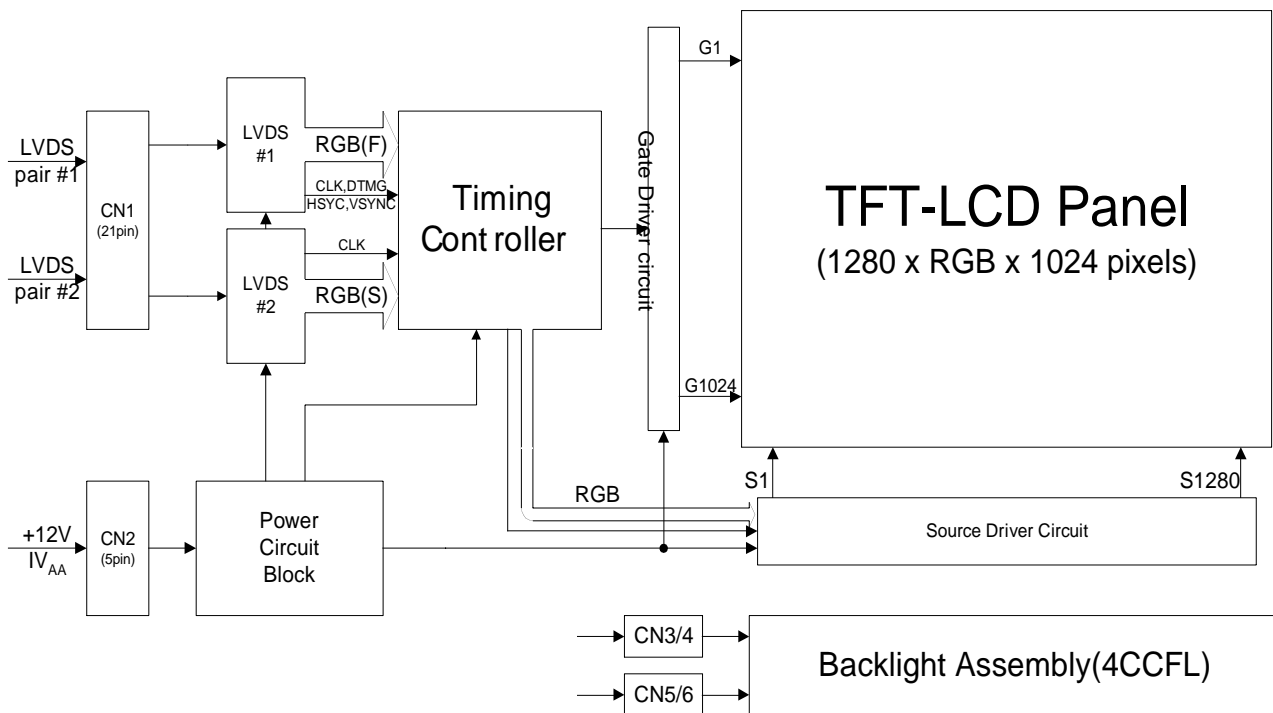 G1
TFT-LCD Panel
(1280 x RGB x 1024 pixels)
Gate Driver circuit
G1024
LVDS
pair #1
LVDS
pair #2
CN1
(21pin)
LVDS
#1
RGB(F)
CLK,DTMG
HSYC,VSYNC
CLK
LVDS
#2
RGB(S)
Timing
Controller
S1
S1280
RGB
Source Driver Circuit
+12V
IVAA
CN2
(5pin)
Power
Circuit
Block
CN3/4
CN5/6
Backlight Assembly(4CCFL)